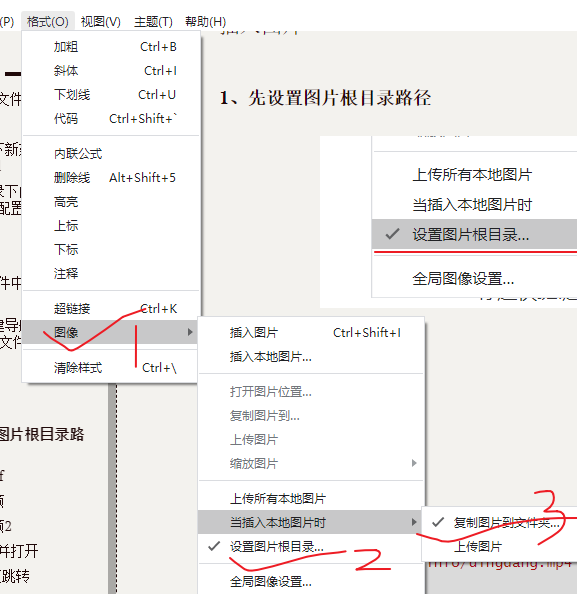 (P) 格式(O) 视图(V) 主题(T) 帮助(H)
加粗 Ctrl+B
斜体 Ctrl+I
下划线 Ctrl+U
代码 Ctrl+Shift+`
内联公式
删除线 Alt+Shift+5
高亮
上标
下标
注释
超链接 Ctrl+K
图像
清除样式 Ctrl+\
插入图片 Ctrl+Shift+I
插入本地图片...
打开图片位置...
复制图片到...
上传图片
缩放图片
上传所有本地图片
当插入本地图片时
设置图片根目录...
全局图像设置...
复制图片到文件夹...
上传图片
1
2
3
插入图片
1、先设置图片根目录路径
上传所有本地图片
当插入本地图片时
设置图片根目录...
全局图像设置...
文件
下新
录下
配置
件中
建导
文件
图片根目录路
f
频
频2
并打开
跳转